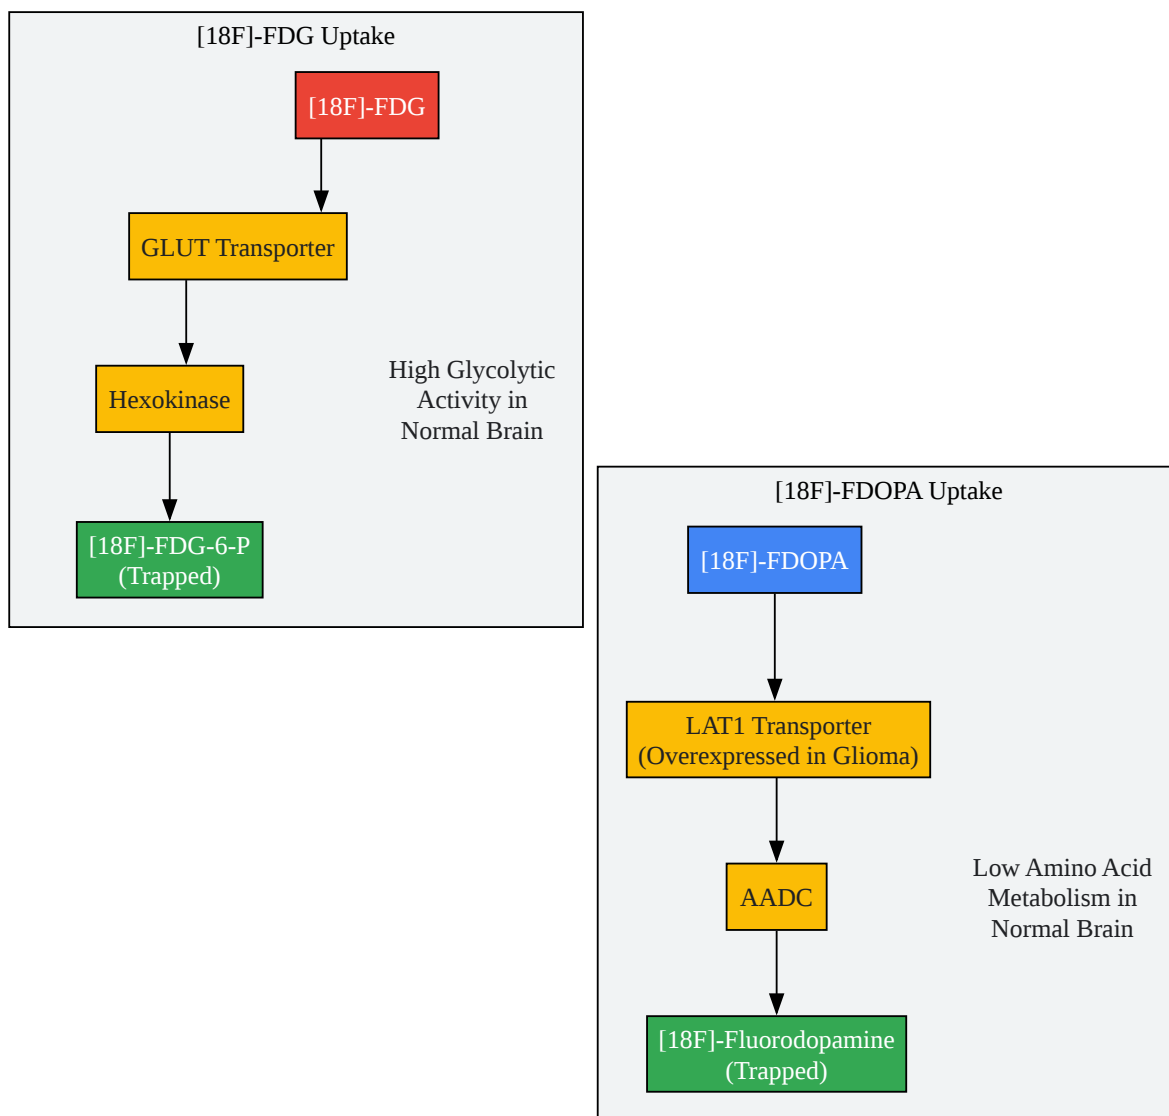 [18F]-FDG Uptake
[18F]-FDG
GLUT Transporter
Hexokinase
High Glycolytic
Activity in
Normal Brain
[18F]-FDG-6-P
(Trapped)
[18F]-FDOPA Uptake
[18F]-FDOPA
LAT1 Transporter
(Overexpressed in Glioma)
AADC
Low Amino Acid
Metabolism in
Normal Brain
[18F]-Fluorodopamine
(Trapped)